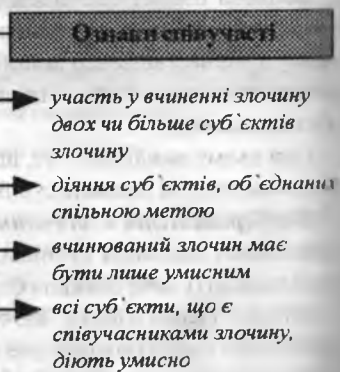 Ознаки співучасті
участь у вчиненні злочину
двох чи більше суб`єктів
злочину
діяння суб`єктів, об`єднаних
спільною метою
вчинюваний злочин має
бути лише умисним
всі суб`єкти, що є
співучасниками злочину,
діють умисно